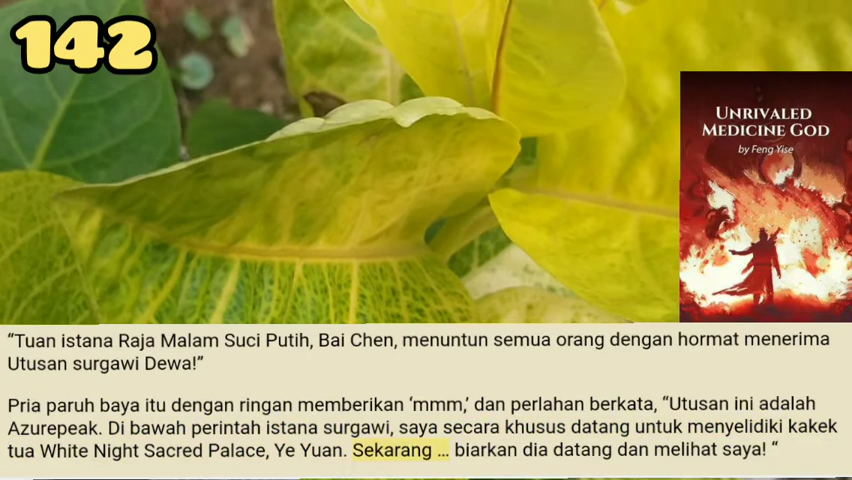 142
UNRIVALED
MEDICINE GOD
by Feng Yise
“Tuan istana Raja Malam Suci Putih, Bai Chen, menuntun semua orang dengan hormat menerima
Utusan surgawi Dewa!”
Pria paruh baya itu dengan ringan memberikan ‘mmm,’ dan perlahan berkata, “Utusan ini adalah
Azurepeak. Di bawah perintah istana surgawi, saya secara khusus datang untuk menyelidiki kakek
tua White Night Sacred Palace, Ye Yuan. Sekarang … biarkan dia datang dan melihat saya! “